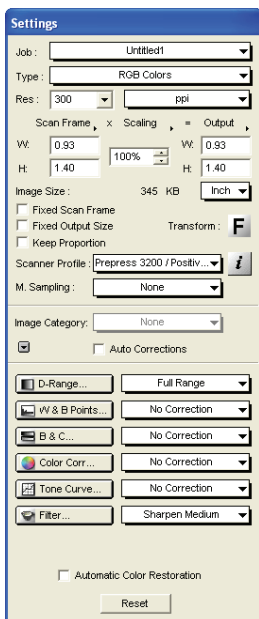 Settings
Job : Untitled1
Type : RGB Colors
Res : 300 ppi
Scan Frame x Scaling = Output
W: 0.93 100% W: 0.93
H: 1.40 H: 1.40
Image Size : 345 KB Inch
Fixed Scan Frame
Fixed Output Size Transform : F
Keep Proportion
Scanner Profile : Prepress 3200 / Positiv... i
M. Sampling : None
Image Category: None
Auto Corrections
D-Range... Full Range
W & B Points... No Correction
B & C... No Correction
Color Corr... No Correction
Tone Curve... No Correction
Filter... Sharpen Medium
Automatic Color Restoration
Reset